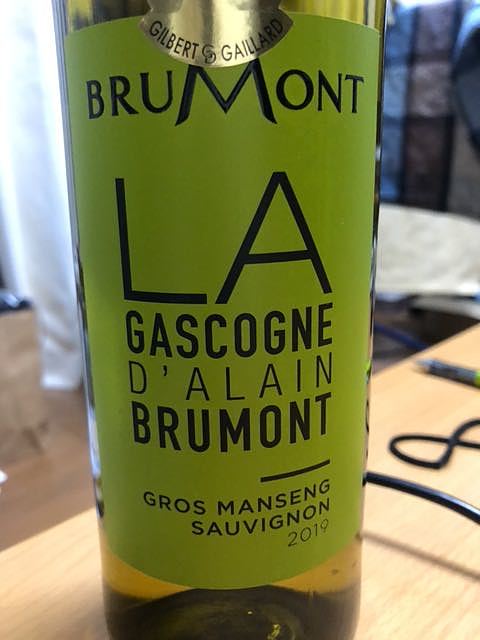 GILBERT & GAILLARD
BRUMONT
LA
GASCOGNE
D'ALAIN
BRUMONT
GROS MANSENG
SAUVIGNON
2019